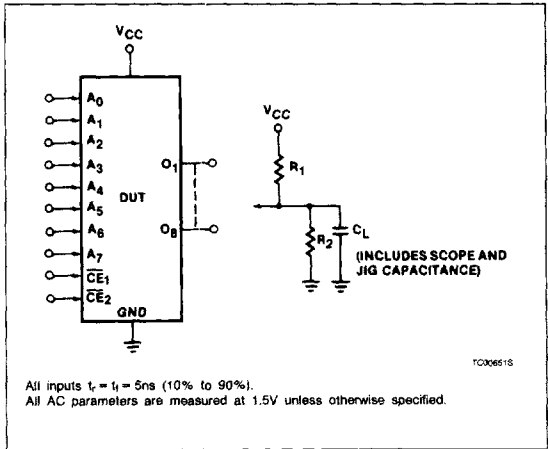 VCC
A0
A1
A2
A3
A4
A5
A6
A7
CE1
CE2
DUT
O1
O8
GND
VCC
R1
R2
CL
(INCLUDES SCOPE AND
JIG CAPACITANCE)
TC00651S
All inputs tr = tf = 5ns (10% to 90%).
All AC parameters are measured at 1.5V unless otherwise specified.